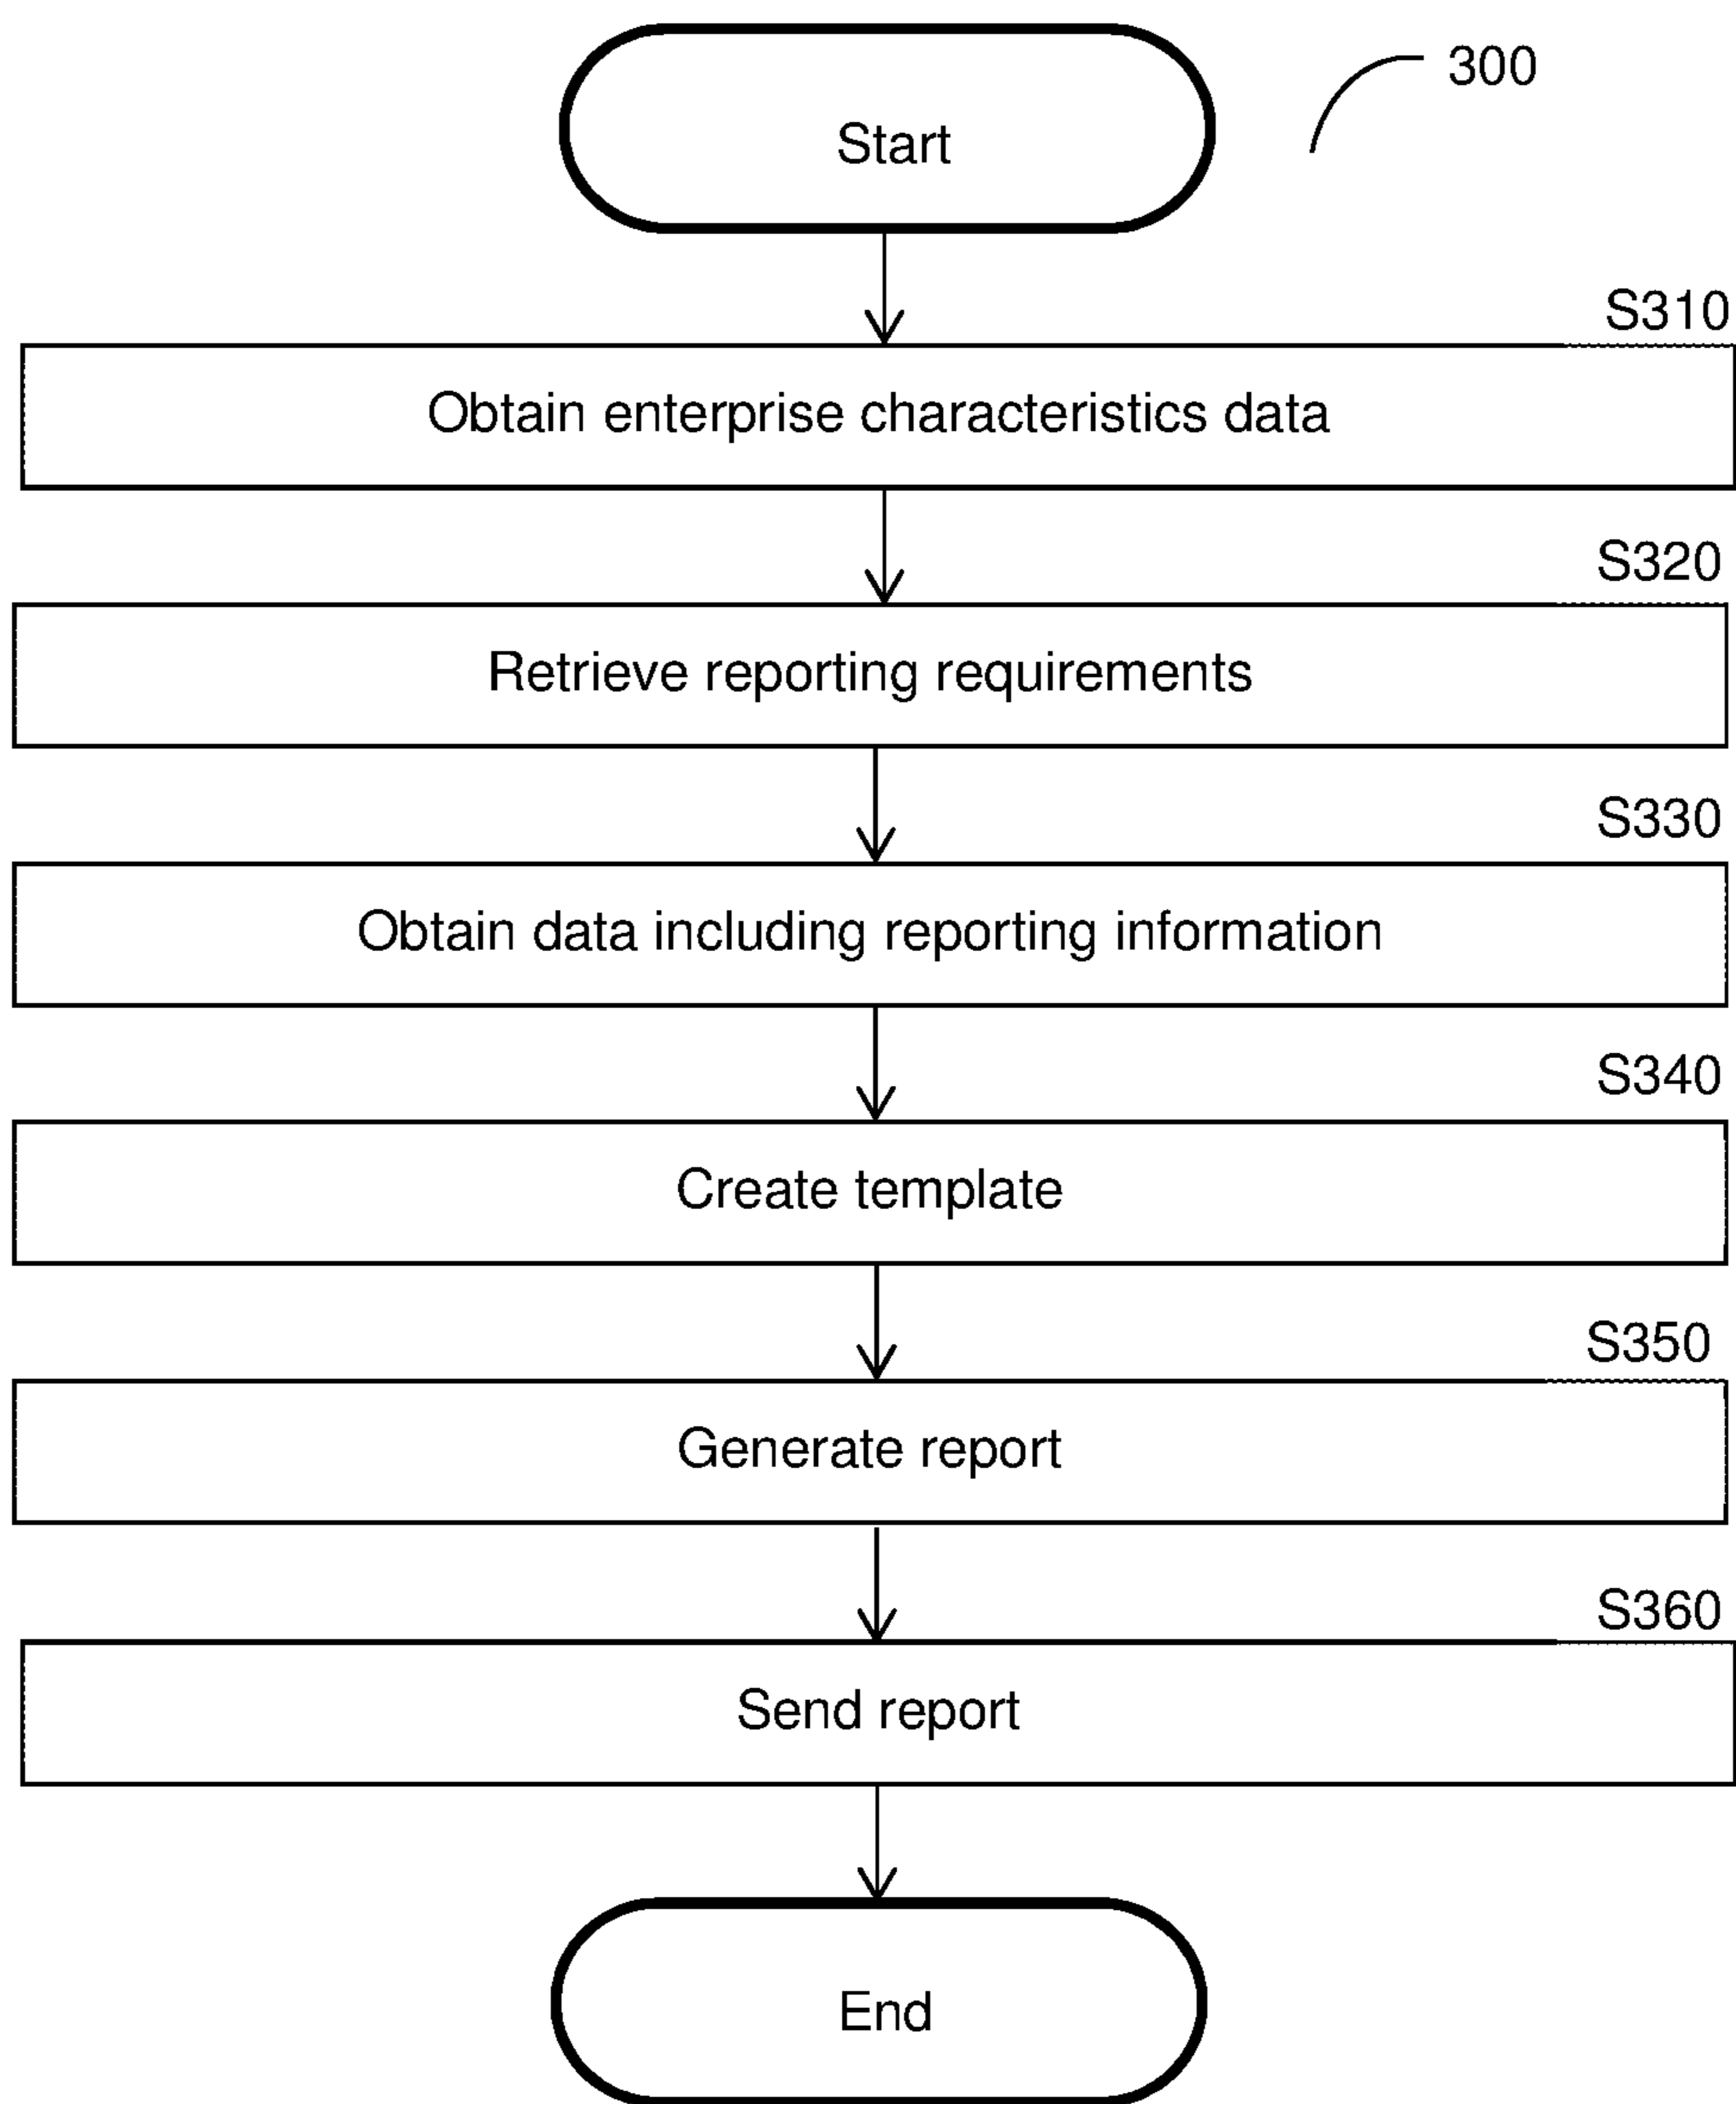 Start
300
S310
Obtain enterprise characteristics data
S320
Retrieve reporting requirements
S330
Obtain data including reporting information
S340
Create template
S350
Generate report
S360
Send report
End